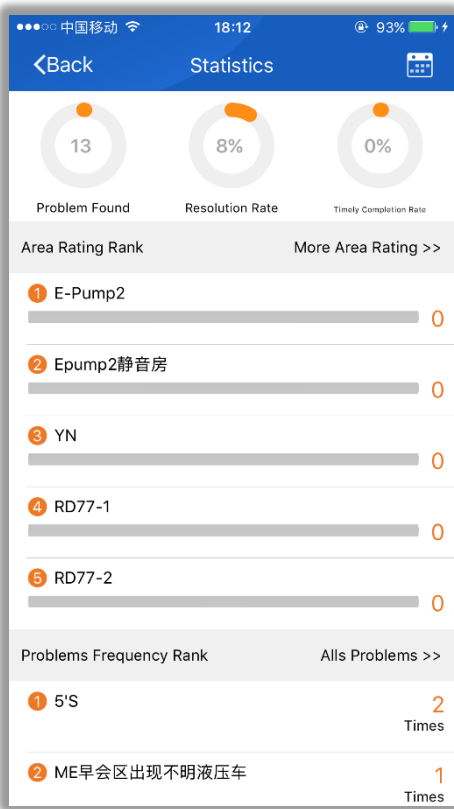 中国移动 18:12 93%
Back Statistics
13 8% 0%
Problem Found Resolution Rate Timely Completion Rate
Area Rating Rank More Area Rating >>
1 E-Pump2
0
2 Epump2静音房
0
3 YN
0
4 RD77-1
0
5 RD77-2
0
Problems Frequency Rank Alls Problems >>
1 5'S 2
Times
2 ME早会区出现不明液压车 1
Times